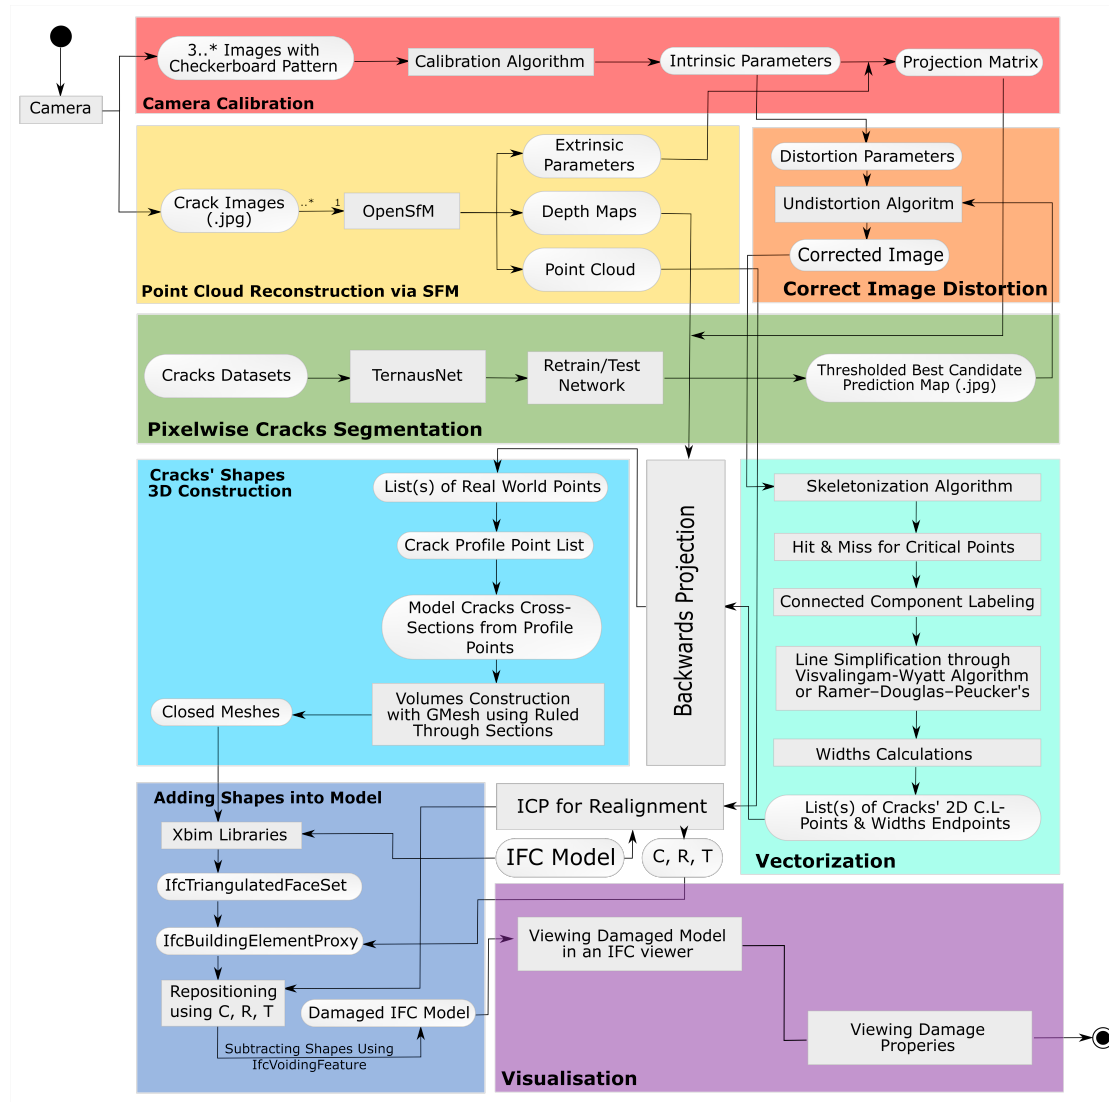 Camera
3..* Images with
Checkerboard Pattern
Calibration Algorithm
Intrinsic Parameters
Projection Matrix
Camera Calibration
Crack Images
(.jpg)
..*
1
OpenSfM
Extrinsic
Parameters
Depth Maps
Point Cloud
Point Cloud Reconstruction via SFM
Distortion Parameters
Undistortion Algoritm
Corrected Image
Correct Image Distortion
Cracks Datasets
TernausNet
Retrain/Test
Network
Thresholded Best Candidate
Prediction Map (.jpg)
Pixelwise Cracks Segmentation
Cracks' Shapes
3D Construction
List(s) of Real World Points
Crack Profile Point List
Model Cracks Cross-
Sections from Profile
Points
Volumes Construction
with GMesh using Ruled
Through Sections
Closed Meshes
Backwards Projection
Skeletonization Algorithm
Hit & Miss for Critical Points
Connected Component Labeling
Line Simplification through
Visvalingam-Wyatt Algorithm
or Ramer–Douglas–Peucker's
Widths Calculations
List(s) of Cracks' 2D C.L-
Points & Widths Endpoints
Vectorization
Adding Shapes into Model
Xbim Libraries
IfcTriangulatedFaceSet
IfcBuildingElementProxy
Repositioning
using C, R, T
Damaged IFC Model
Subtracting Shapes Using
IfcVoidingFeature
ICP for Realignment
IFC Model
C, R, T
Viewing Damaged Model
in an IFC viewer
Viewing Damage
Properies
Visualisation